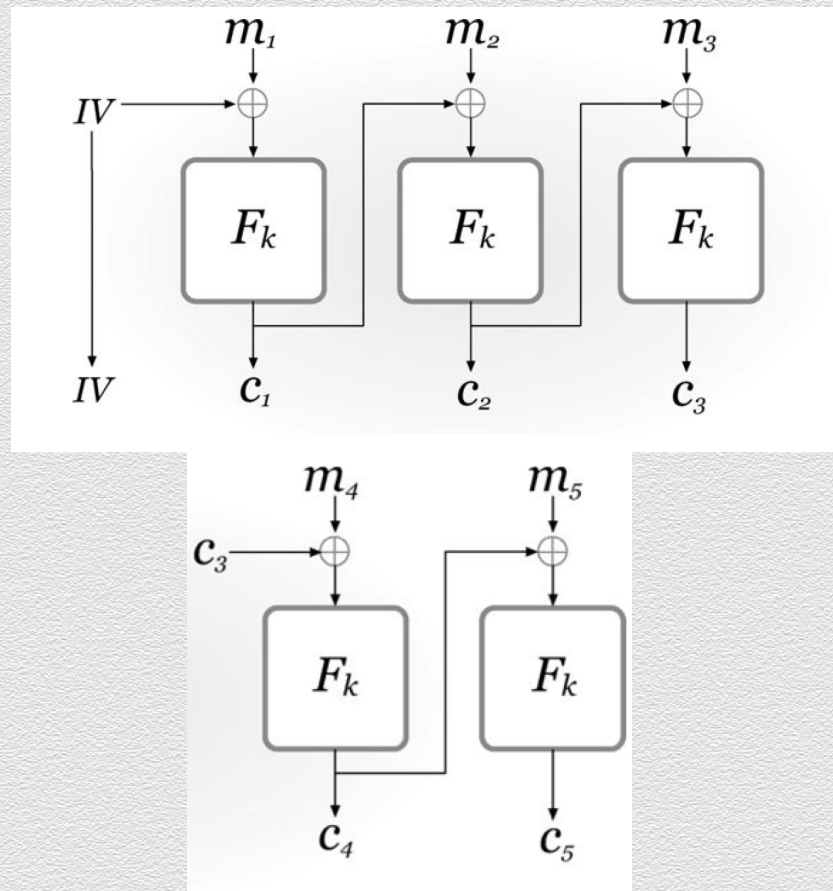 m₁ m₂ m₃
IV
Fₖ Fₖ Fₖ
IV c₁ c₂ c₃
m₄ m₅
c₃
Fₖ Fₖ
c₄ c₅